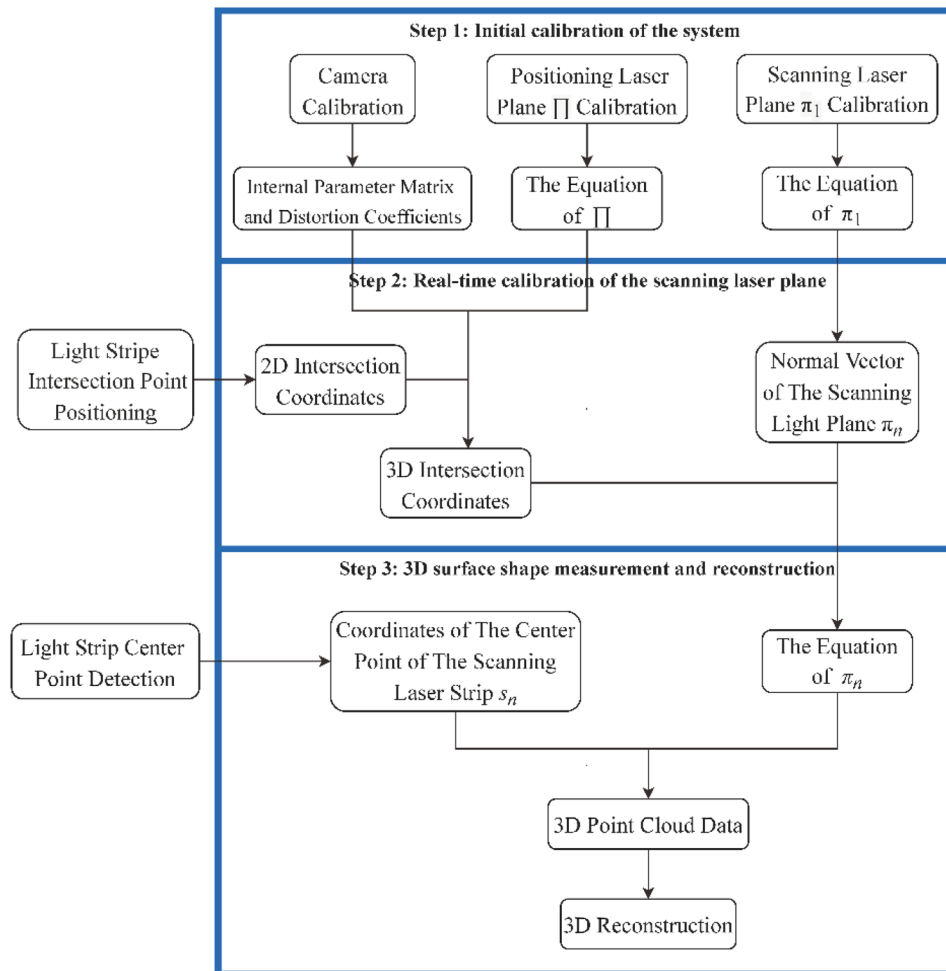 Step 1: Initial calibration of the system
Camera
Calibration
Positioning Laser
Plane ∏ Calibration
Scanning Laser
Plane π₁ Calibration
Internal Parameter Matrix
and Distortion Coefficients
The Equation
of ∏
The Equation
of π₁
Step 2: Real-time calibration of the scanning laser plane
Light Stripe
Intersection Point
Positioning
2D Intersection
Coordinates
Normal Vector
of The Scanning
Light Plane πₙ
3D Intersection
Coordinates
Step 3: 3D surface shape measurement and reconstruction
Light Strip Center
Point Detection
Coordinates of The Center
Point of The Scanning
Laser Strip sₙ
The Equation
of πₙ
3D Point Cloud Data
3D Reconstruction